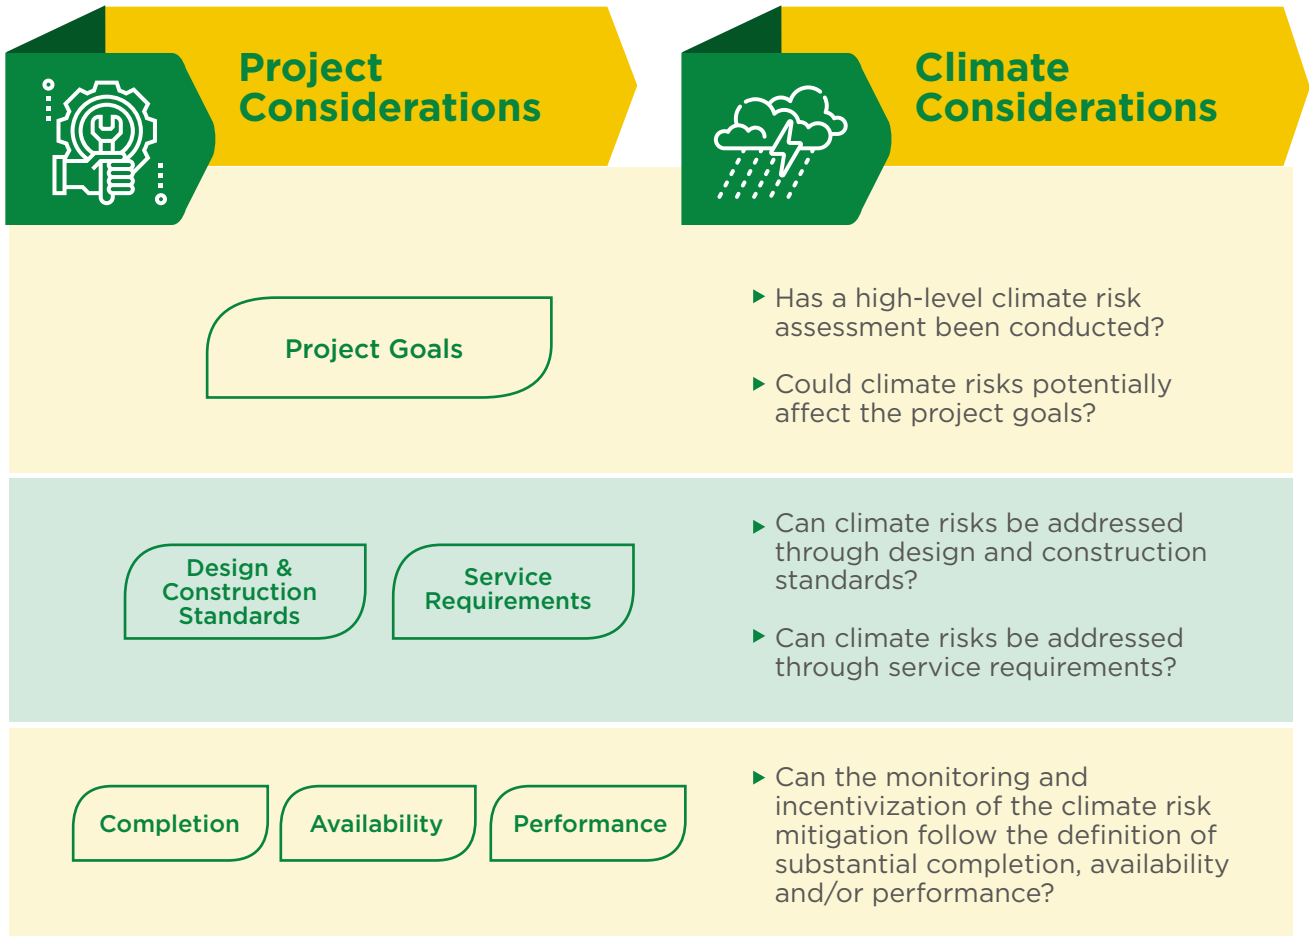 Project
Considerations
Climate
Considerations
Project Goals
Has a high-level climate risk
assessment been conducted?
Could climate risks potentially
affect the project goals?
Design &
Construction
Standards
Service
Requirements
Can climate risks be addressed
through design and construction
standards?
Can climate risks be addressed
through service requirements?
Completion
Availability
Performance
Can the monitoring and
incentivization of the climate risk
mitigation follow the definition of
substantial completion, availability
and/or performance?